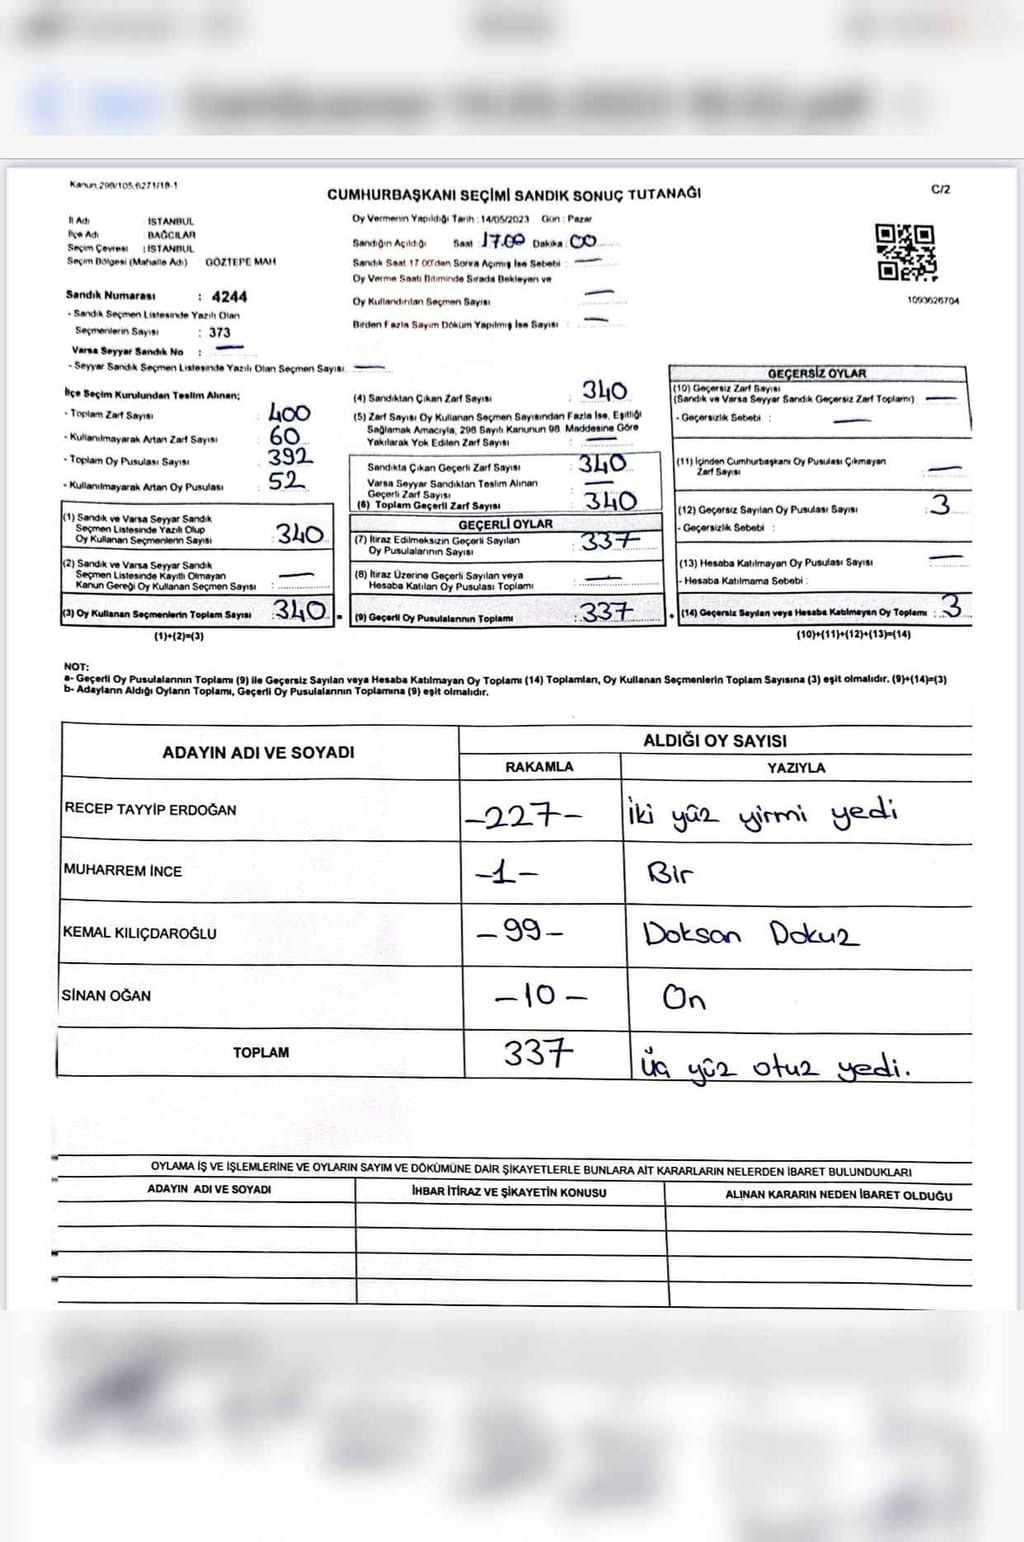 Kanun,298/105,6271/18-1
CUMHURBAŞKANI SEÇİMİ SANDIK SONUÇ TUTANAĞI
C/2
İl Adı İSTANBUL
İlçe Adı BAĞCILAR
Seçim Çevresi : İSTANBUL
Seçim Bölgesi (Mahalle Adı) GÖZTEPE MAH
Oy Vermenin Yapıldığı Tarih : 14/05/2023 Gün : Pazar
Sandığın Açıldığı Saat : 17.00 Dakika : 00
Sandık Saat 17 00'den Sonra Açımış İse Sebebi : —
Oy Verme Saati Bitiminde Sırada Bekleyen ve
Oy Kullandırılan Seçmen Sayısı —
Birden Fazla Sayım Döküm Yapılmış İse Sayısı : —
1093626704
Sandık Numarası : 4244
- Sandık Seçmen Listesinde Yazılı Olan
Seçmenlerin Sayısı : 373
Varsa Seyyar Sandık No : —
- Seyyar Sandık Seçmen Listesinde Yazılı Olan Seçmen Sayısı: —
İlçe Seçim Kurulundan Teslim Alınan;
- Toplam Zarf Sayısı : 400
- Kullanılmayarak Artan Zarf Sayısı : 60
- Toplam Oy Pusulası Sayısı : 392
- Kullanılmayarak Artan Oy Pusulası : 52
(1) Sandık ve Varsa Seyyar Sandık
Seçmen Listesinde Yazılı Olup
Oy Kullanan Seçmenlerin Sayısı : 340
(2) Sandık ve Varsa Seyyar Sandık
Seçmen Listesinde Kayıtlı Olmayan
Kanun Gereği Oy Kullanan Seçmen Sayısı : —
(3) Oy Kullanan Seçmenlerin Toplam Sayısı : 340
(1)+(2)=(3)
(4) Sandıktan Çıkan Zarf Sayısı : 340
(5) Zarf Sayısı Oy Kullanan Seçmen Sayısından Fazla İse, Eşitliği
Sağlamak Amacıyla, 298 Sayılı Kanunun 98 Maddesine Göre
Yakılarak Yok Edilen Zarf Sayısı : —
Sandıkta Çıkan Geçerli Zarf Sayısı : 340
Varsa Seyyar Sandıktan Teslim Alınan
Geçerli Zarf Sayısı —
(6) Toplam Geçerli Zarf Sayısı : 340
GEÇERLİ OYLAR
(7) İtiraz Edilmeksizin Geçerli Sayılan
Oy Pusulalarının Sayısı : 337
(8) İtiraz Üzerine Geçerli Sayılan veya
Hesaba Katılan Oy Pusulası Toplamı : —
(9) Geçerli Oy Pusulalarının Toplamı : 337
GEÇERSİZ OYLAR
(10) Geçersiz Zarf Sayısı
(Sandık ve Varsa Seyyar Sandık Geçersiz Zarf Toplamı) : —
- Geçersizlik Sebebi : —
(11) İçinden Cumhurbaşkanı Oy Pusulası Çıkmayan
Zarf Sayısı —
(12) Geçersiz Sayılan Oy Pusulası Sayısı : 3
- Geçersizlik Sebebi :
(13) Hesaba Katılmayan Oy Pusulası Sayısı —
- Hesaba Katılmama Sebebi :
(14) Geçersiz Sayılan veya Hesaba Katılmayan Oy Toplamı : 3
(10)+(11)+(12)+(13)=(14)
NOT:
a- Geçerli Oy Pusulalarının Toplamı (9) ile Geçersiz Sayılan veya Hesaba Katılmayan Oy Toplamı (14) Toplamları, Oy Kullanan Seçmenlerin Toplam Sayısına (3) eşit olmalıdır. (9)+(14)=(3)
b- Adayların Aldığı Oyların Toplamı, Geçerli Oy Pusulalarının Toplamına (9) eşit olmalıdır.
ADAYIN ADI VE SOYADI
ALDIĞI OY SAYISI
RAKAMLA YAZIYLA
RECEP TAYYİP ERDOĞAN -227- İki yüz yirmi yedi
MUHARREM İNCE -1- Bir
KEMAL KILIÇDAROĞLU -99- Doksan Dokuz
SİNAN OĞAN -10- On
TOPLAM 337 Üç yüz otuz yedi.
OYLAMA İŞ VE İŞLEMLERİNE VE OYLARIN SAYIM VE DÖKÜMÜNE DAİR ŞİKAYETLERLE BUNLARA AİT KARARLARIN NELERDEN İBARET BULUNDUKLARI
ADAYIN ADI VE SOYADI İHBAR İTİRAZ VE ŞİKAYETİN KONUSU ALINAN KARARIN NEDEN İBARET OLDUĞU